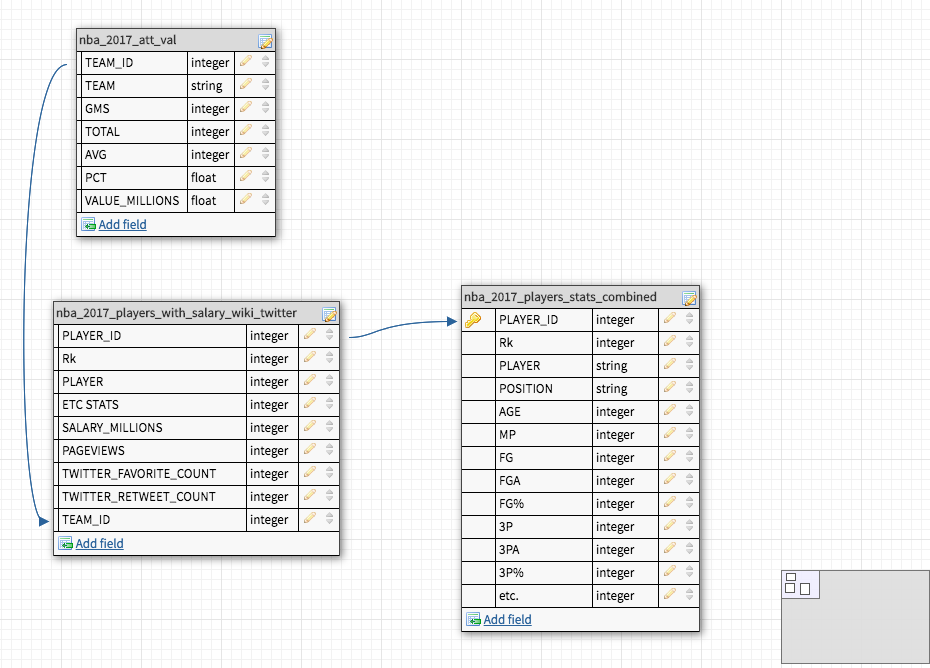 nba_2017_att_val
TEAM_ID integer
TEAM string
GMS integer
TOTAL integer
AVG integer
PCT float
VALUE_MILLIONS float
Add field
nba_2017_players_with_salary_wiki_twitter
PLAYER_ID integer
Rk integer
PLAYER integer
ETC STATS integer
SALARY_MILLIONS integer
PAGEVIEWS integer
TWITTER_FAVORITE_COUNT integer
TWITTER_RETWEET_COUNT integer
TEAM_ID integer
Add field
nba_2017_players_stats_combined
PLAYER_ID integer
Rk integer
PLAYER string
POSITION string
AGE integer
MP integer
FG integer
FGA integer
FG% integer
3P integer
3PA integer
3P% integer
etc. integer
Add field